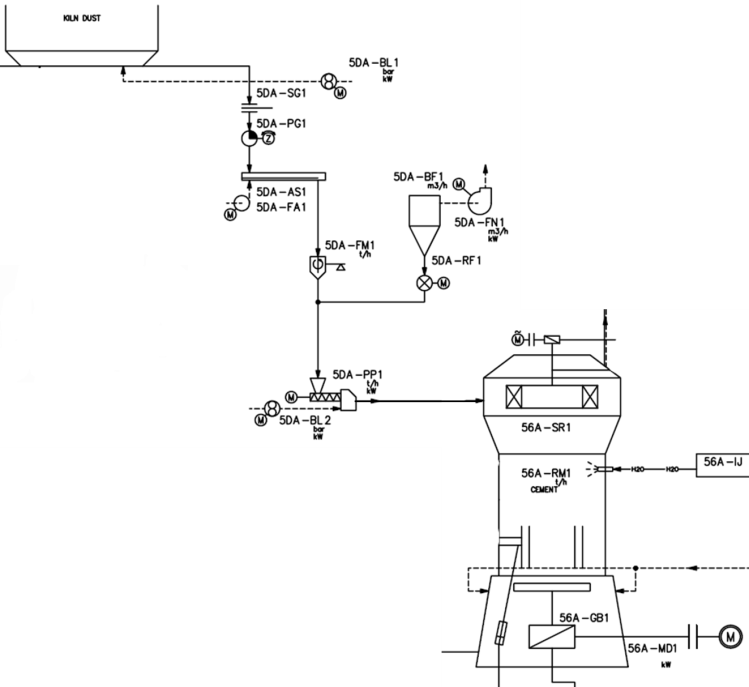 KILN DUST
5DA-BL1
bar
kW
M
5DA-SG1
5DA-PG1
Z
5DA-AS1
5DA-FA1
M
5DA-BF1
m3/h
M
5DA-FN1
m3/h
kW
5DA-FM1
t/h
5DA-RF1
M
5DA-PP1
t/h
kW
M
M
5DA-BL2
bar
kW
~
M
56A-SR1
56A-RM1
t/h
CEMENT
H2O H2O
56A-IJ
56A-GB1
M
56A-MD1
kW